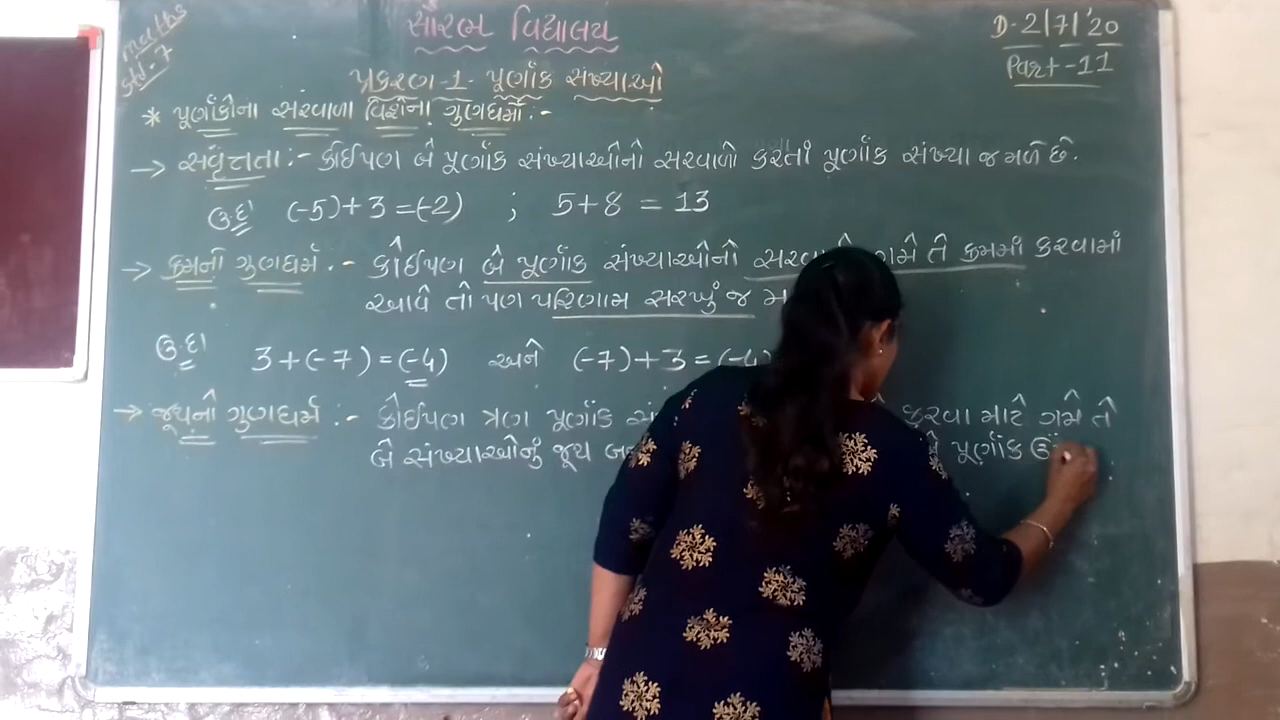 maths
std - 7
સૌરભ વિદ્યાલય
D-2/7/'20
Part-11
પ્રકરણ-1- પૂર્ણાંક સંખ્યાઓ
* પૂર્ણાંકોના સરવાળા વિશેના ગુણધર્મો :-
→ સંવૃત્તતા :- કોઈપણ બે પૂર્ણાંક સંખ્યાઓનો સરવાળો કરતાં પૂર્ણાંક સંખ્યા જ મળે છે.
ઉ.દા (-5)+3=(-2) ; 5+8 = 13
→ ક્રમનો ગુણધર્મ :- કોઈપણ બે પૂર્ણાંક સંખ્યાઓનો ગમે તે ક્રમમાં કરવામાં
આવે તો પણ પરિણામ સરખું જ
ઉ.દા 3+(-7)=(-4) અને (-7)+3=(-4)
→ જૂથનો ગુણધર્મ :- કોઈપણ ત્રણ પૂર્ણાંક કરવા માટે ગમે તે
બે સંખ્યાઓનું જૂથ પૂર્ણાંક